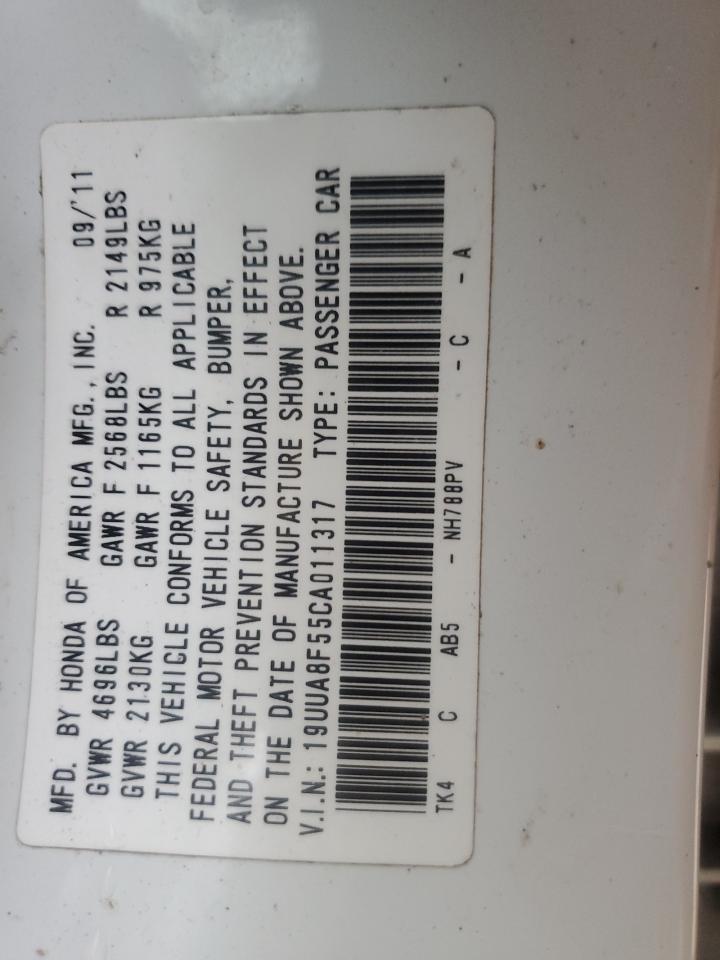 MFD. BY HONDA OF AMERICA MFG., INC. 09/'11
GVWR 4696LBS GAWR F 2568LBS R 2149LBS
GVWR 2130KG GAWR F 1165KG R 975KG
THIS VEHICLE CONFORMS TO ALL APPLICABLE
FEDERAL MOTOR VEHICLE SAFETY, BUMPER,
AND THEFT PREVENTION STANDARDS IN EFFECT
ON THE DATE OF MANUFACTURE SHOWN ABOVE.
V.I.N.: 19UUA8F55CA011317 TYPE: PASSENGER CAR
TK4 C AB5 - NH788PV - C - A